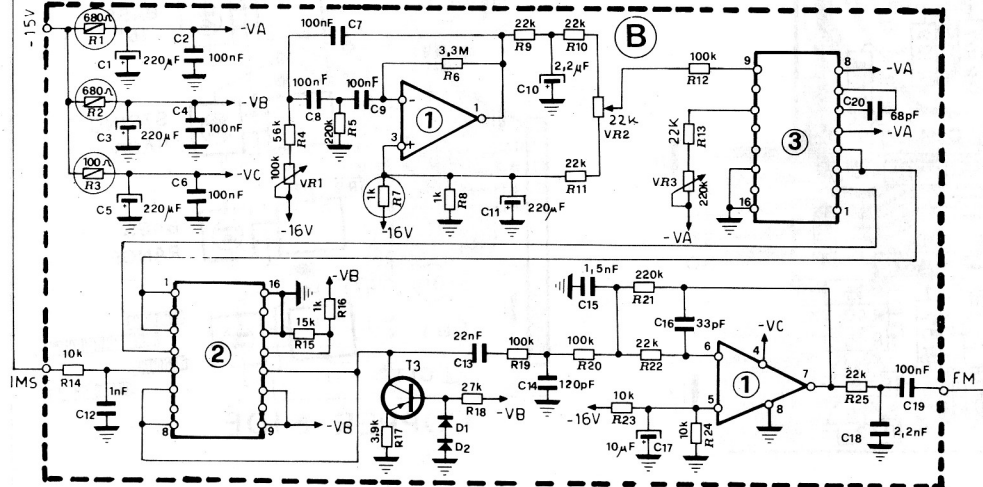 -15V
680Ω
R1
-VA
C1
220µF
C2
100nF
680Ω
R2
-VB
C3
220µF
C4
100nF
100Ω
R3
-VC
C5
220µF
C6
100nF
100nF
C7
100nF
C8
100nF
C9
56k
R4
220k
R5
3,3M
R6
100k
VR1
-16V
-
3
+
1
1
1k
R7
-16V
1k
R8
C11
220µF
22k
R9
22k
R10
2,2µF
C10
22K
VR2
22k
R11
B
100k
R12
22K
R13
VR3
220k
-VA
9
8
-VA
C20
68pF
-VA
3
16
1
IMS
10k
R14
1nF
C12
1
16
2
8
9
-VB
15k
R15
1k
R16
-VB
T3
3,9k
R17
27k
R18
-VB
D1
D2
22nF
C13
100k
R19
C14
120pF
100k
R20
1,5nF
C15
220k
R21
C16
33pF
22k
R22
-16V
10k
R23
10µF
C17
10k
R24
6
5
-VC
4
1
7
8
22k
R25
C18
2,2nF
100nF
C19
FM